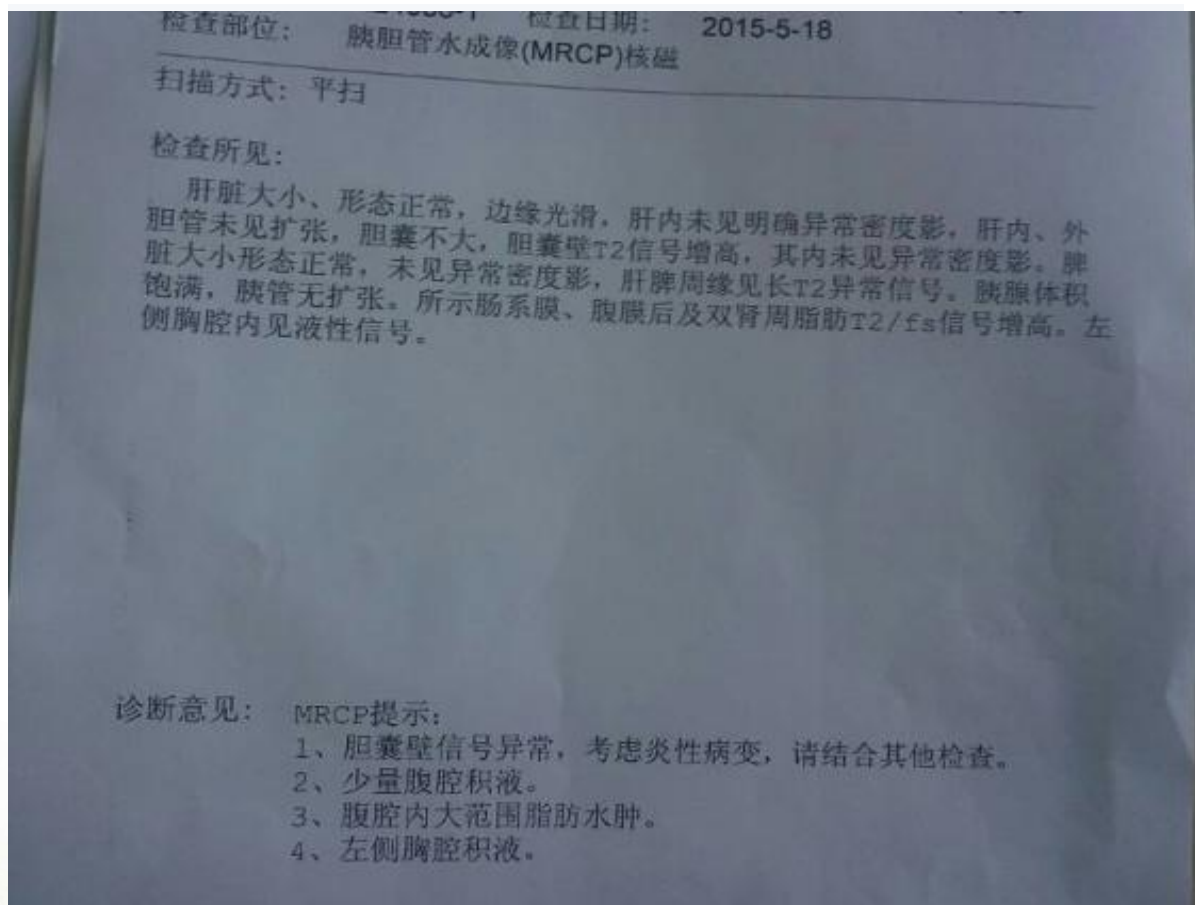 检查部位: 检查日期: 2015-5-18
胰胆管水成像(MRCP)核磁
扫描方式: 平扫
检查所见:
肝脏大小、形态正常, 边缘光滑, 肝内未见明确异常密度影, 肝内、外
胆管未见扩张, 胆囊不大, 胆囊壁T2信号增高, 其内未见异常密度影。脾
脏大小形态正常, 未见异常密度影, 肝脾周缘见长T2异常信号。胰腺体积
饱满, 胰管无扩张。所示肠系膜、腹膜后及双肾周脂肪T2/fs信号增高。左
侧胸腔内见液性信号。
诊断意见: MRCP提示:
1、胆囊壁信号异常, 考虑炎性病变, 请结合其他检查。
2、少量腹腔积液。
3、腹腔内大范围脂肪水肿。
4、左侧胸腔积液。